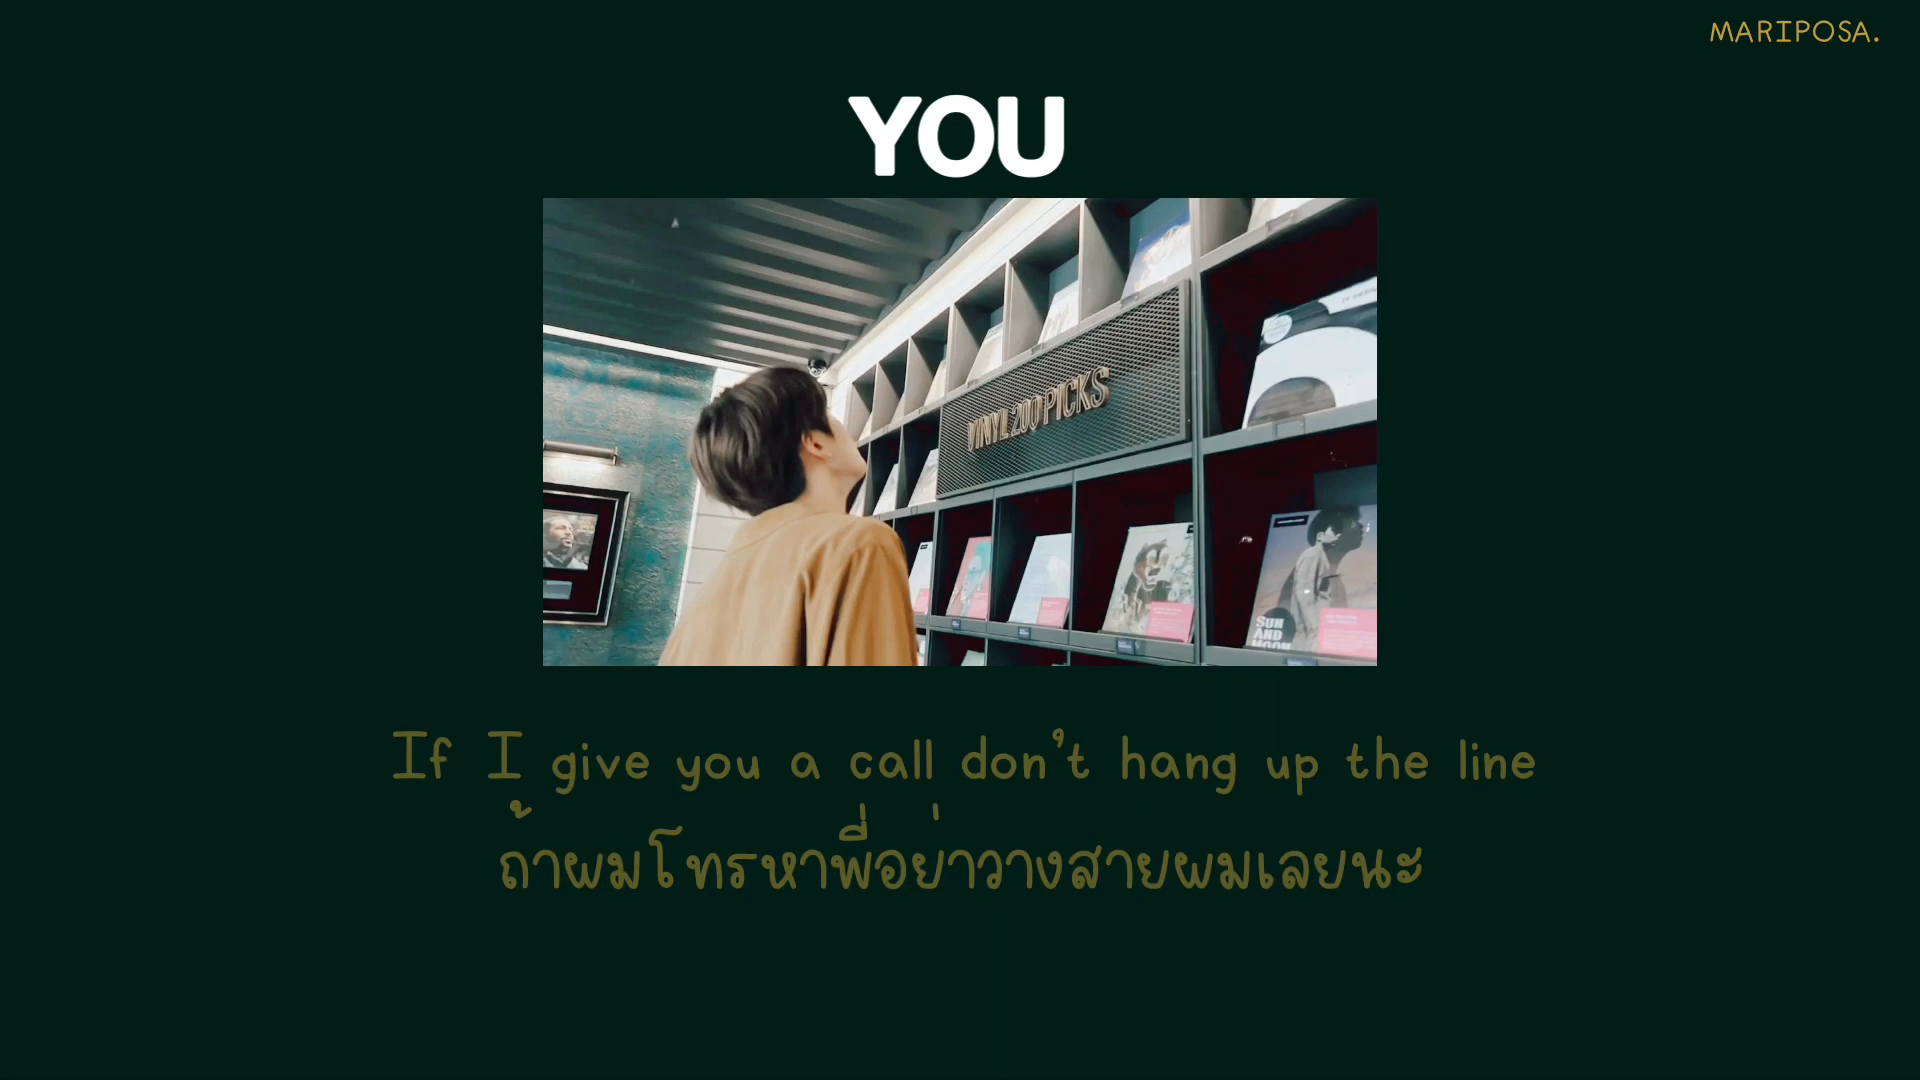 MARIPOSA.
YOU
VINYL 200 PICKS
SUN
AND
MOON
If I give you a call don't hang up the line
ถ้าผมโทรหาพี่อย่าวางสายผมเลยนะ